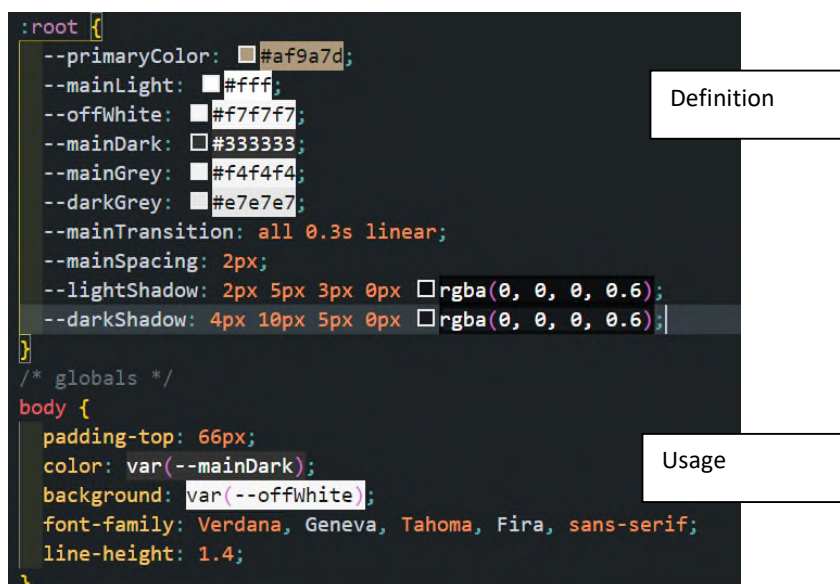 :root {
--primaryColor: #af9a7d;
--mainLight: #fff;
--offWhite: #f7f7f7;
--mainDark: #333333;
--mainGrey: #f4f4f4;
--darkGrey: #e7e7e7;
--mainTransition: all 0.3s linear;
--mainSpacing: 2px;
--lightShadow: 2px 5px 3px 0px rgba(0, 0, 0, 0.6);
--darkShadow: 4px 10px 5px 0px rgba(0, 0, 0, 0.6);
}
/* globals */
body {
padding-top: 66px;
color: var(--mainDark);
background: var(--offWhite);
font-family: Verdana, Geneva, Tahoma, Fira, sans-serif;
line-height: 1.4;
}
Definition
Usage